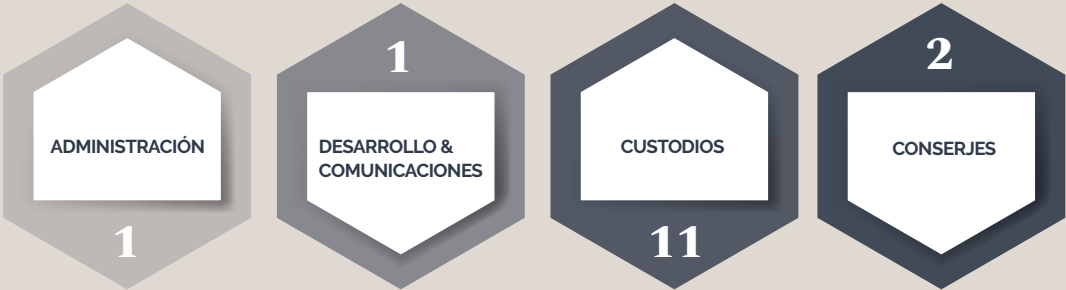 ADMINISTRACIÓN
1
1
DESARROLLO &
COMUNICACIONES
CUSTODIOS
11
2
CONSERJES